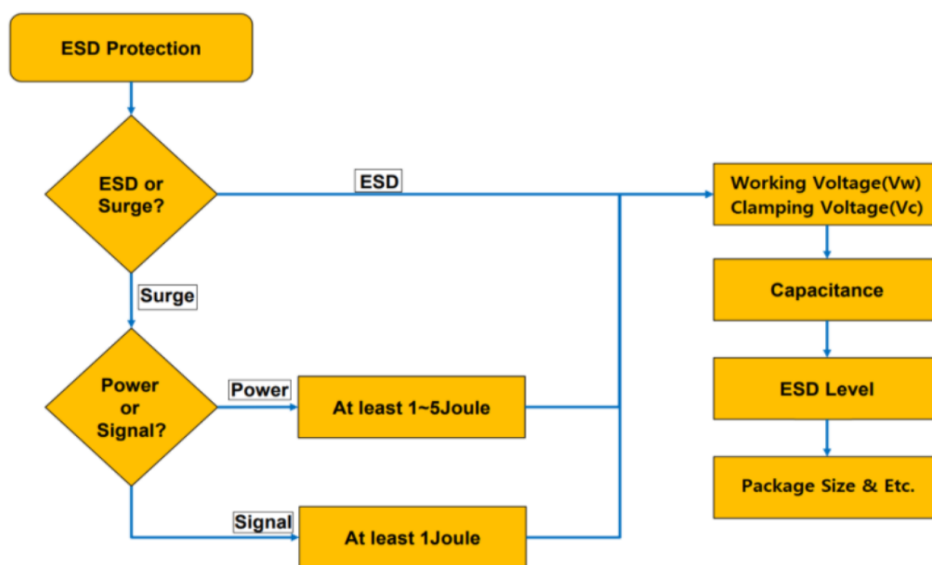 ESD Protection
ESD or
Surge?
ESD
Working Voltage(Vw)
Clamping Voltage(Vc)
Capacitance
Surge
Power
or
Signal?
Power
At least 1~5Joule
ESD Level
Signal
At least 1Joule
Package Size & Etc.